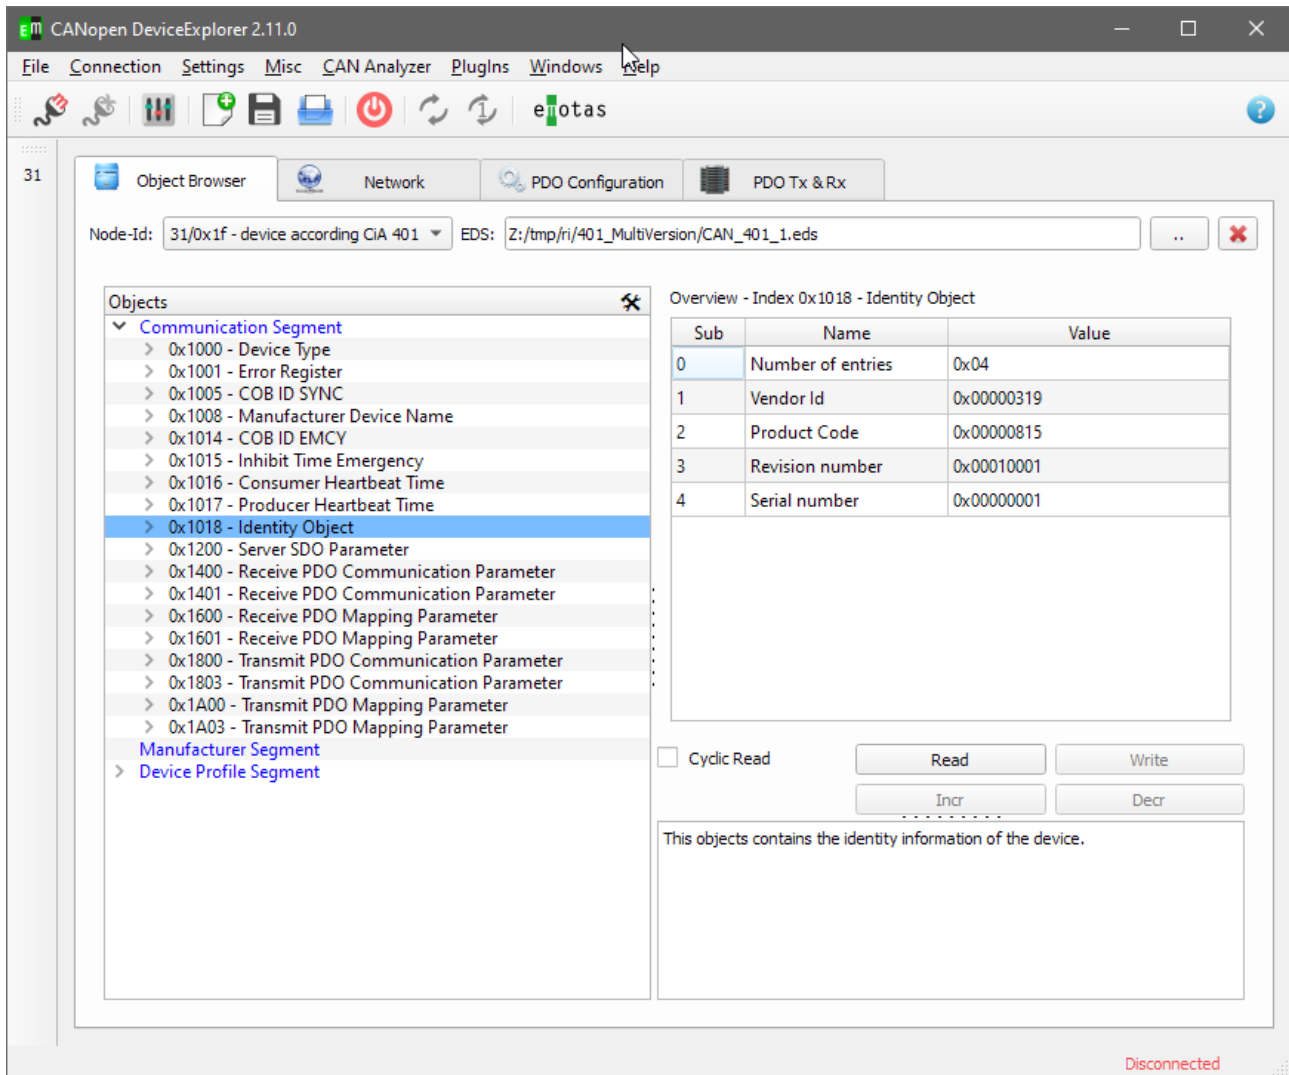 CANopen DeviceExplorer 2.11.0
File Connection Settings Misc CAN Analyzer PlugIns Windows Help
emotas
31
Object Browser Network PDO Configuration PDO Tx & Rx
Node-Id: 31/0x1f - device according CiA 401 EDS: Z:/tmp/ri/401_MultiVersion/CAN_401_1.eds ..
Objects
Communication Segment
0x1000 - Device Type
0x1001 - Error Register
0x1005 - COB ID SYNC
0x1008 - Manufacturer Device Name
0x1014 - COB ID EMCY
0x1015 - Inhibit Time Emergency
0x1016 - Consumer Heartbeat Time
0x1017 - Producer Heartbeat Time
0x1018 - Identity Object
0x1200 - Server SDO Parameter
0x1400 - Receive PDO Communication Parameter
0x1401 - Receive PDO Communication Parameter
0x1600 - Receive PDO Mapping Parameter
0x1601 - Receive PDO Mapping Parameter
0x1800 - Transmit PDO Communication Parameter
0x1803 - Transmit PDO Communication Parameter
0x1A00 - Transmit PDO Mapping Parameter
0x1A03 - Transmit PDO Mapping Parameter
Manufacturer Segment
Device Profile Segment
Overview - Index 0x1018 - Identity Object
Sub Name Value
0 Number of entries 0x04
1 Vendor Id 0x00000319
2 Product Code 0x00000815
3 Revision number 0x00010001
4 Serial number 0x00000001
Cyclic Read Read Write
Incr Decr
This objects contains the identity information of the device.
Disconnected